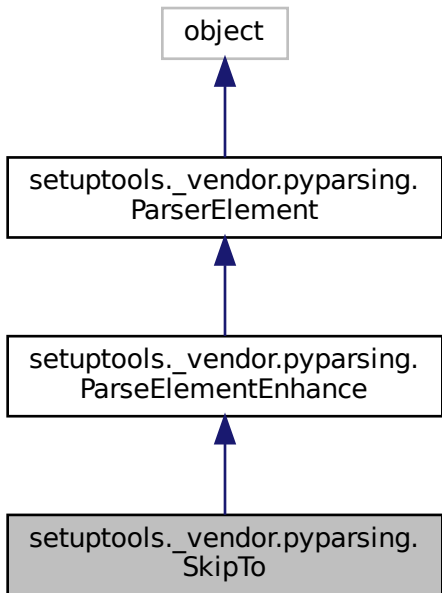 object
setuptools._vendor.pyparsing.
ParserElement
setuptools._vendor.pyparsing.
ParseElementEnhance
setuptools._vendor.pyparsing.
SkipTo